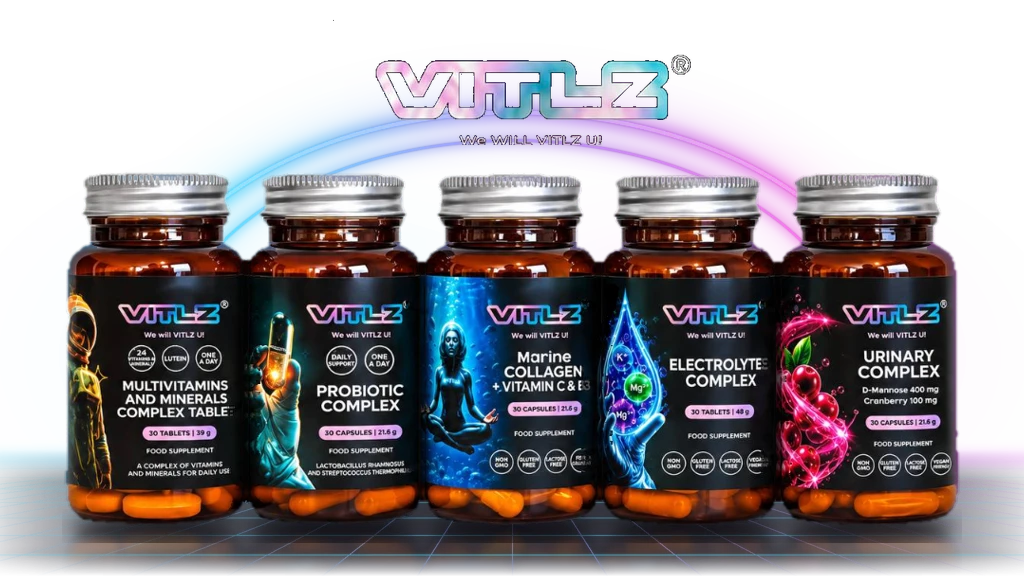 VITLZ®
We WILL VITLZ U!
VITLZ®
We will VITLZ U!
24 VITAMINS & MINERALS
LUTEIN
ONE A DAY
MULTIVITAMINS
AND MINERALS
COMPLEX
30 TABLETS | 39 g
FOOD SUPPLEMENT
A COMPLEX OF VITAMINS
AND MINERALS FOR DAILY USE
VITLZ
We will VITLZ U!
DAILY SUPPORT
ONE A DAY
PROBIOTIC
COMPLEX
30 CAPSULES | 21.6 g
FOOD SUPPLEMENT
LACTOBACILLUS RHAMNOSUS
AND STREPTOCOCCUS
VITLZ
We will VITLZ U!
Marine
COLLAGEN
+ VITAMIN C &
30 CAPSULES | 21.6 g
FOOD SUPPLEMENT
NON GMO
GLUTEN FREE
LACTOSE FREE
VITLZ
We will VITLZ U!
K+
Mg2+
Mg2+
ELECTROLYTE
COMPLEX
30 TABLETS | 48 g
FOOD SUPPLEMENT
NON GMO
GLUTEN FREE
LACTOSE FREE
VITLZ®
We will VITLZ U!
URINARY
COMPLEX
D-Mannose 400 mg
Cranberry 100 mg
30 CAPSULES | 21.6 g
FOOD SUPPLEMENT
NON GMO
GLUTEN FREE
LACTOSE FREE
VEGAN FRIENDLY